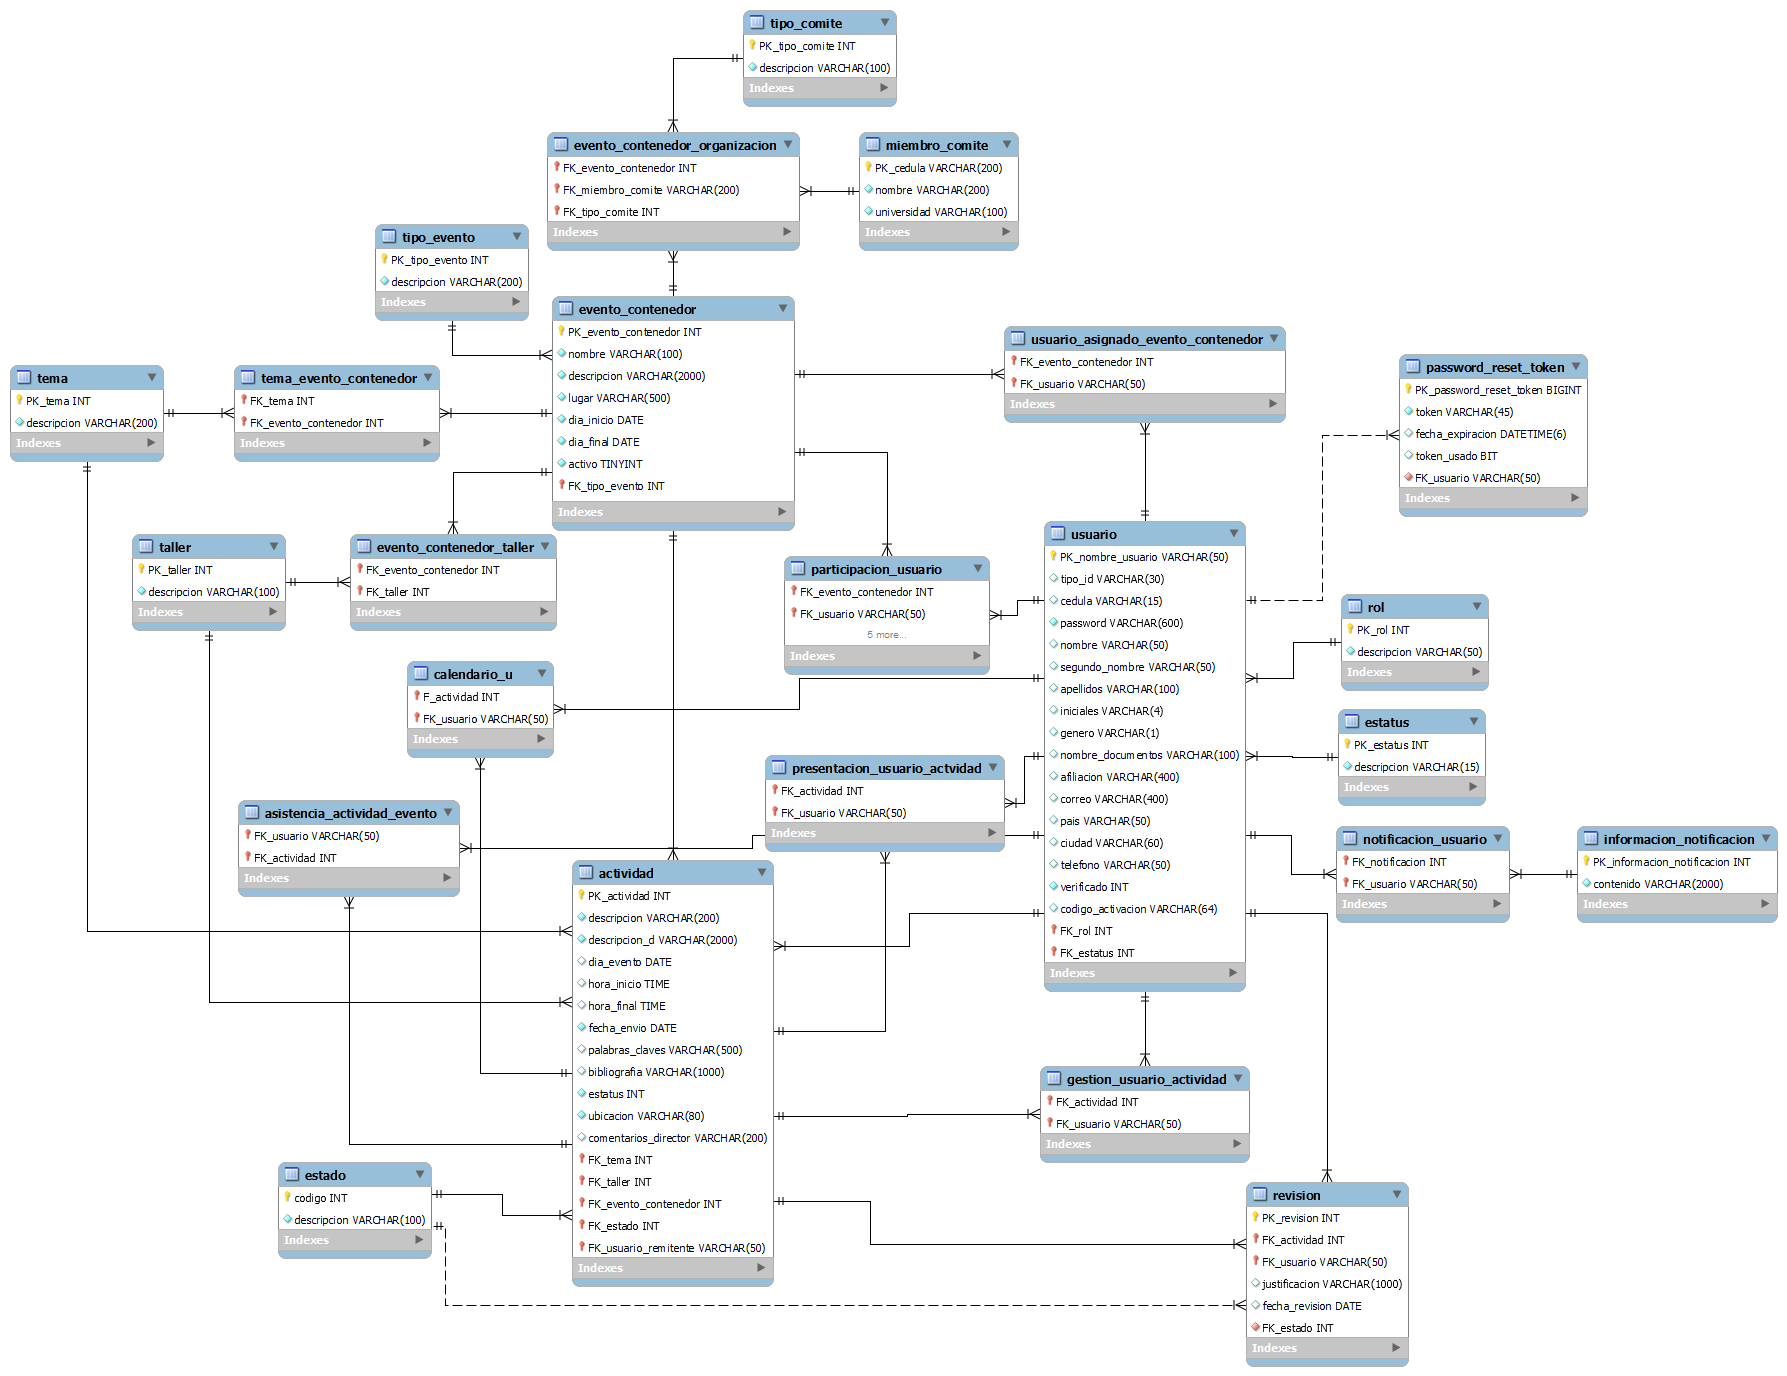 tipo_comite
PK_tipo_comite INT
descripcion VARCHAR(100)
Indexes
evento_contenedor_organizacion
FK_evento_contenedor INT
FK_miembro_comite VARCHAR(200)
FK_tipo_comite INT
Indexes
miembro_comite
PK_cedula VARCHAR(200)
nombre VARCHAR(200)
universidad VARCHAR(100)
Indexes
tipo_evento
PK_tipo_evento INT
descripcion VARCHAR(200)
Indexes
evento_contenedor
PK_evento_contenedor INT
nombre VARCHAR(100)
descripcion VARCHAR(2000)
lugar VARCHAR(500)
dia_inicio DATE
dia_final DATE
activo TINYINT
FK_tipo_evento INT
Indexes
usuario_asignado_evento_contenedor
FK_evento_contenedor INT
FK_usuario VARCHAR(50)
Indexes
password_reset_token
PK_password_reset_token BIGINT
token VARCHAR(45)
fecha_expiracion DATETIME(6)
token_usado BIT
FK_usuario VARCHAR(50)
Indexes
tema
PK_tema INT
descripcion VARCHAR(200)
Indexes
tema_evento_contenedor
FK_tema INT
FK_evento_contenedor INT
Indexes
taller
PK_taller INT
descripcion VARCHAR(100)
Indexes
evento_contenedor_taller
FK_evento_contenedor INT
FK_taller INT
Indexes
participacion_usuario
FK_evento_contenedor INT
FK_usuario VARCHAR(50)
5 more...
Indexes
usuario
PK_nombre_usuario VARCHAR(50)
tipo_id VARCHAR(30)
cedula VARCHAR(15)
password VARCHAR(600)
nombre VARCHAR(50)
segundo_nombre VARCHAR(50)
apellidos VARCHAR(100)
iniciales VARCHAR(4)
genero VARCHAR(1)
nombre_documentos VARCHAR(100)
afiliacion VARCHAR(400)
correo VARCHAR(400)
pais VARCHAR(50)
ciudad VARCHAR(60)
telefono VARCHAR(50)
verificado INT
codigo_activacion VARCHAR(64)
FK_rol INT
FK_estatus INT
Indexes
rol
PK_rol INT
descripcion VARCHAR(50)
Indexes
estatus
PK_estatus INT
descripcion VARCHAR(15)
Indexes
calendario_u
F_actividad INT
FK_usuario VARCHAR(50)
Indexes
presentacion_usuario_actvidad
FK_actividad INT
FK_usuario VARCHAR(50)
Indexes
asistencia_actividad_evento
FK_usuario VARCHAR(50)
FK_actividad INT
Indexes
notificacion_usuario
FK_notificacion INT
FK_usuario VARCHAR(50)
Indexes
informacion_notificacion
PK_informacion_notificacion INT
contenido VARCHAR(2000)
Indexes
actividad
PK_actividad INT
descripcion VARCHAR(200)
descripcion_d VARCHAR(2000)
dia_evento DATE
hora_inicio TIME
hora_final TIME
fecha_envio DATE
palabras_claves VARCHAR(500)
bibliografia VARCHAR(1000)
estatus INT
ubicacion VARCHAR(80)
comentarios_director VARCHAR(200)
FK_tema INT
FK_taller INT
FK_evento_contenedor INT
FK_estado INT
FK_usuario_remitente VARCHAR(50)
Indexes
gestion_usuario_actividad
FK_actividad INT
FK_usuario VARCHAR(50)
Indexes
estado
codigo INT
descripcion VARCHAR(100)
Indexes
revision
PK_revision INT
FK_actividad INT
FK_usuario VARCHAR(50)
justificacion VARCHAR(1000)
fecha_revision DATE
FK_estado INT
Indexes